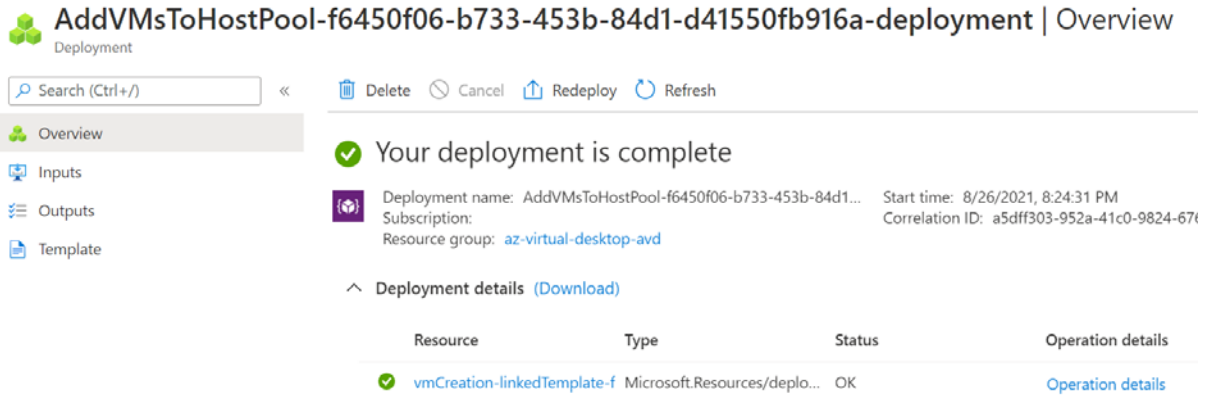 AddVMsToHostPool-f6450f06-b733-453b-84d1-d41550fb916a-deployment | Overview
Deployment
Search (Ctrl+/)
«
Delete Cancel Redeploy Refresh
Overview
Inputs
Outputs
Template
Your deployment is complete
Deployment name: AddVMsToHostPool-f6450f06-b733-453b-84d1...
Subscription:
Resource group: az-virtual-desktop-avd
Start time: 8/26/2021, 8:24:31 PM
Correlation ID: a5dff303-952a-41c0-9824-676
Deployment details (Download)
Resource Type Status Operation details
vmCreation-linkedTemplate-f Microsoft.Resources/deplo... OK Operation details